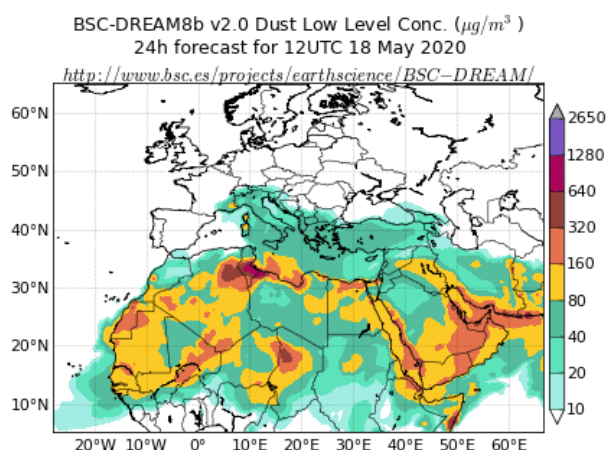 BSC-DREAM8b v2.0 Dust Low Level Conc. (μg/m³ )
24h forecast for 12UTC 18 May 2020
http://www.bsc.es/projects/earthscience/BSC−DREAM/
60°N
50°N
40°N
30°N
20°N
10°N
20°W 10°W 0° 10°E 20°E 30°E 40°E 50°E 60°E
2650
1280
640
320
160
80
40
20
10